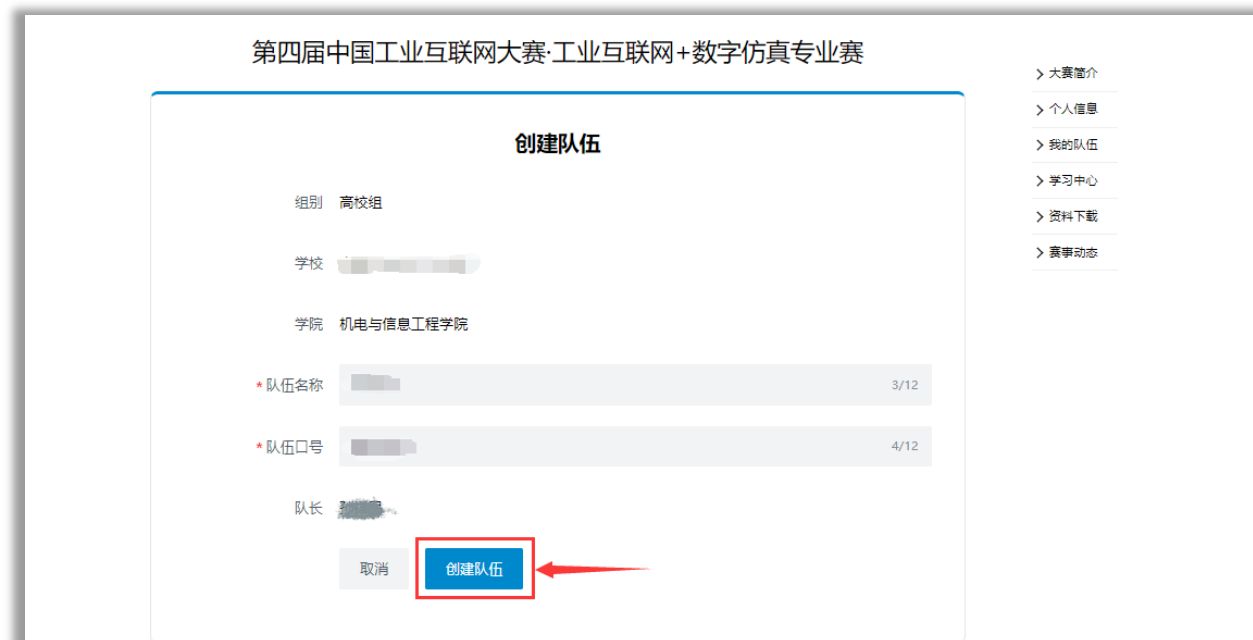 第四届中国工业互联网大赛·工业互联网+数字仿真专业赛
创建队伍
组别 高校组
学校
学院 机电与信息工程学院
* 队伍名称 3/12
* 队伍口号 4/12
队长
取消 创建队伍
大赛简介
个人信息
我的队伍
学习中心
资料下载
赛事动态